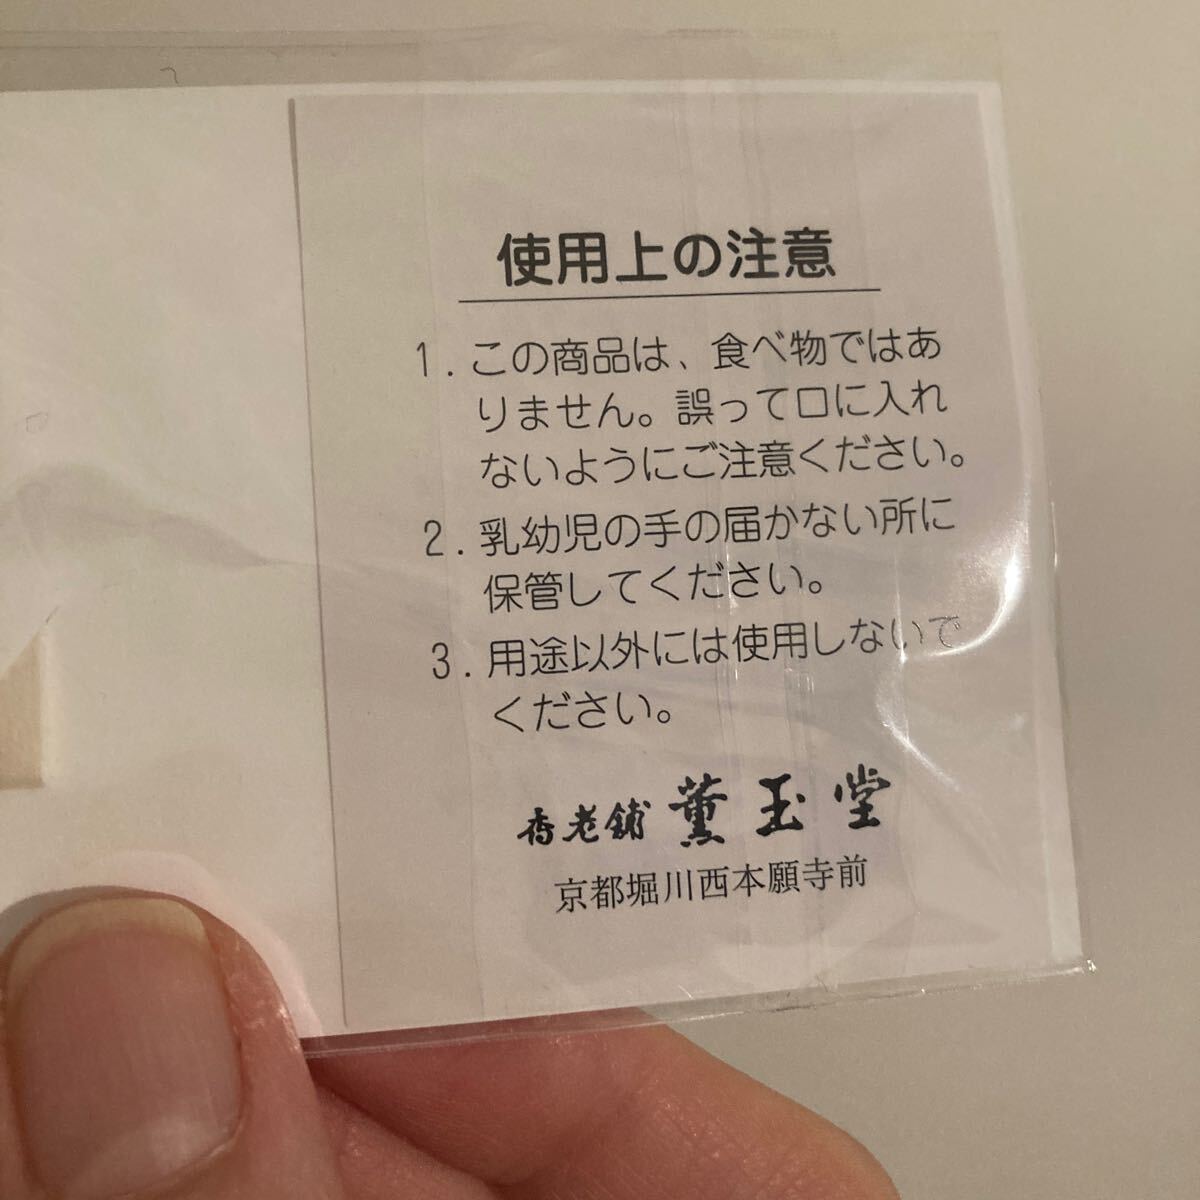 使用上の注意
1. この商品は、食べ物ではあ
りません。誤って口に入れ
ないようにご注意ください。
2. 乳幼児の手の届かない所に
保管してください。
3. 用途以外には使用しないで
ください。
香老舗 薫玉堂
京都堀川西本願寺前